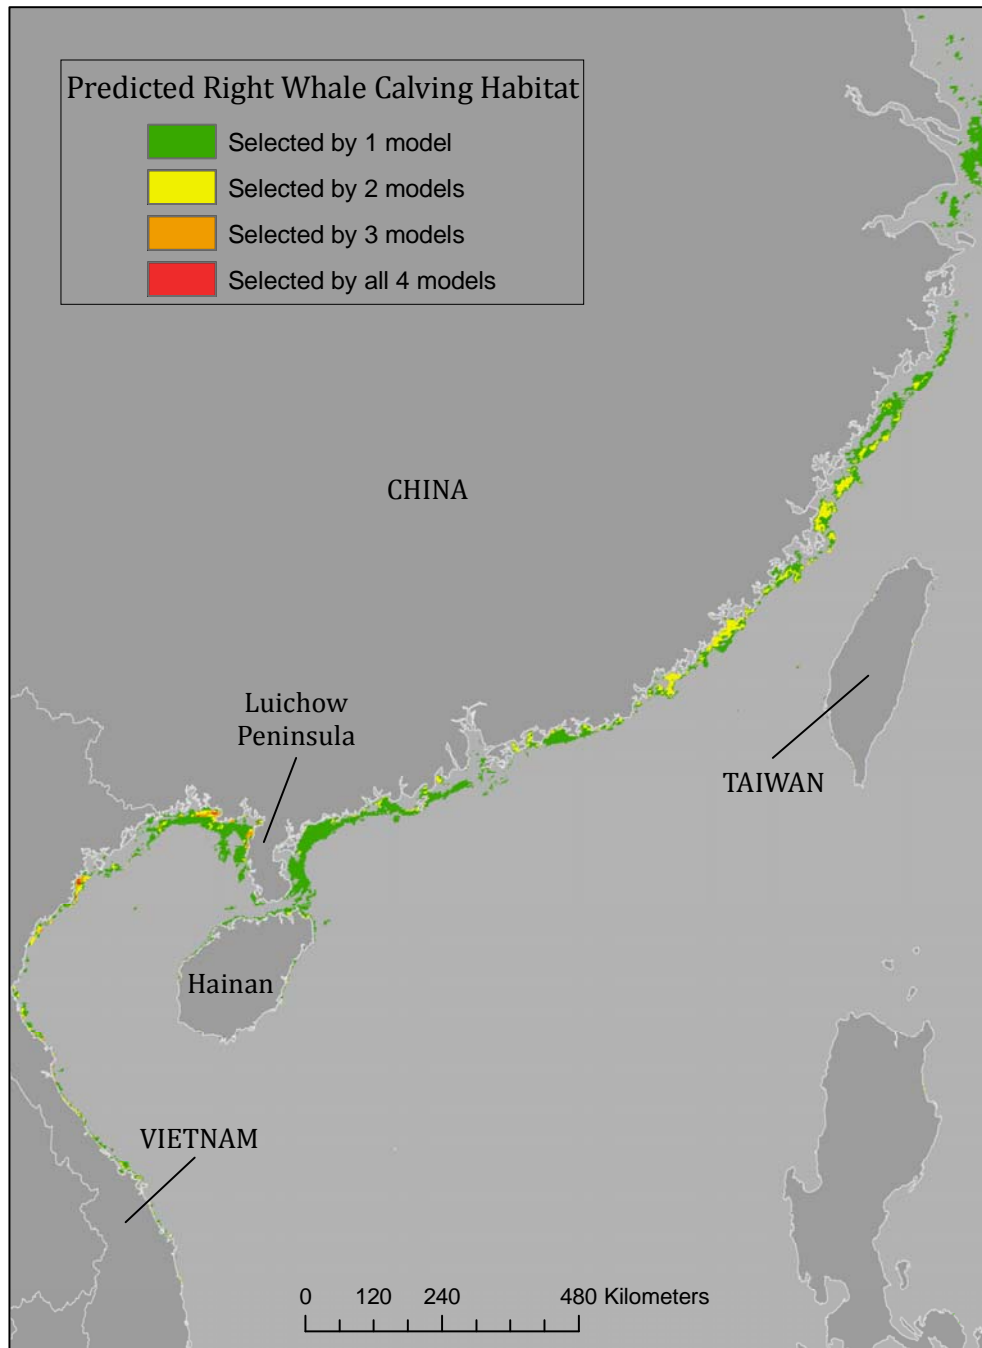 Predicted Right Whale Calving Habitat
Selected by 1 model
Selected by 2 models
Selected by 3 models
Selected by all 4 models
CHINA
Luichow
Peninsula
TAIWAN
Hainan
VIETNAM
0 120 240 480 Kilometers